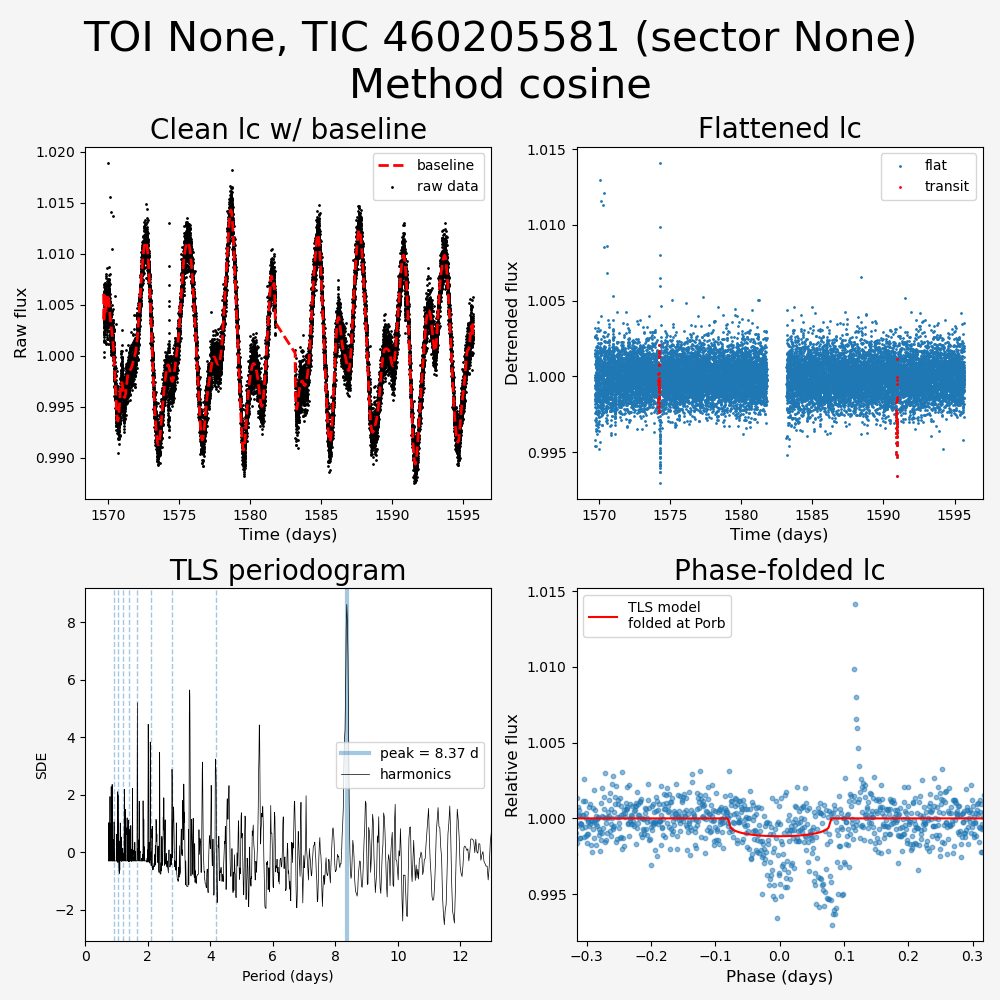 TOI None, TIC 460205581 (sector None)
Method cosine
Clean lc w/ baseline
Raw flux
1.020
1.015
1.010
1.005
1.000
0.995
0.990
baseline
raw data
1570
1575
1580
1585
1590
1595
Time (days)
Flattened lc
Detrended flux
1.015
1.010
1.005
1.000
0.995
flat
transit
1570
1575
1580
1585
1590
1595
Time (days)
TLS periodogram
SDE
8
6
4
2
0
−2
peak = 8.37 d
harmonics
0
2
4
6
8
10
12
Period (days)
Phase-folded lc
Relative flux
1.015
1.010
1.005
1.000
0.995
TLS model
folded at Porb
−0.3
−0.2
−0.1
0.0
0.1
0.2
0.3
Phase (days)